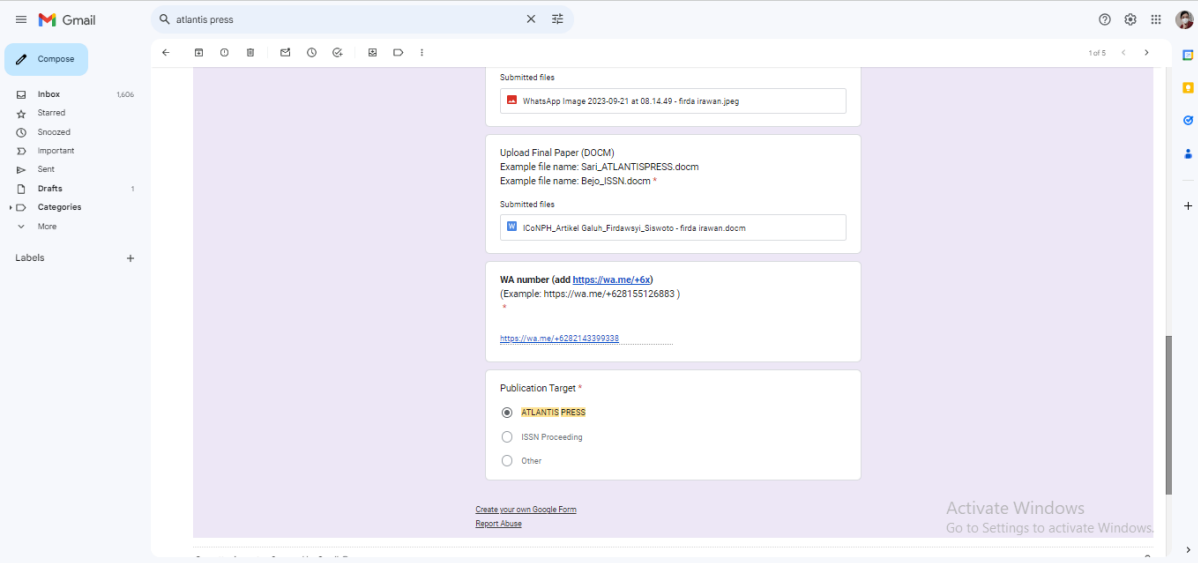 Gmail
atlantis press
Compose
1 of 5
Inbox 1,606
Starred
Snoozed
Important
Sent
Drafts 1
Categories
More
Labels
Submitted files
WhatsApp Image 2023-09-21 at 08.14.49 - firda irawan.jpeg
Upload Final Paper (DOCM)
Example file name: Sari_ATLANTISPRESS.docm
Example file name: Bejo_ISSN.docm *
Submitted files
W ICoNPH_Artikel Galuh_Firdawsyi_Siswoto - firda irawan.docm
WA number (add https://wa.me/+6x)
(Example: https://wa.me/+628155126883 )
*
https://wa.me/+6282143399338
Publication Target *
ATLANTIS PRESS
ISSN Proceeding
Other
Create your own Google Form
Report Abuse
Activate Windows
Go to Settings to activate Windows.